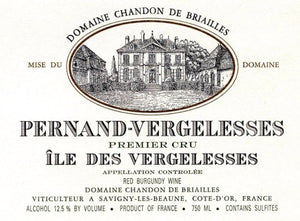 DOMAINE CHANDON DE BRIAILLES
MISE DU DOMAINE
PERNAND-VERGELESSES
PREMIER CRU
ÎLE DES VERGELESSES
APPELLATION CONTROLÉE
RED BURGUNDY WINE
DOMAINE CHANDON DE BRIAILLES
VITICULTEUR A SAVIGNY-LES-BEAUNE, COTE-D'OR, FRANCE
ALCOHOL 12.5 % BY VOLUME • PRODUCT OF FRANCE • 750 ML • CONTAINS SULFITES